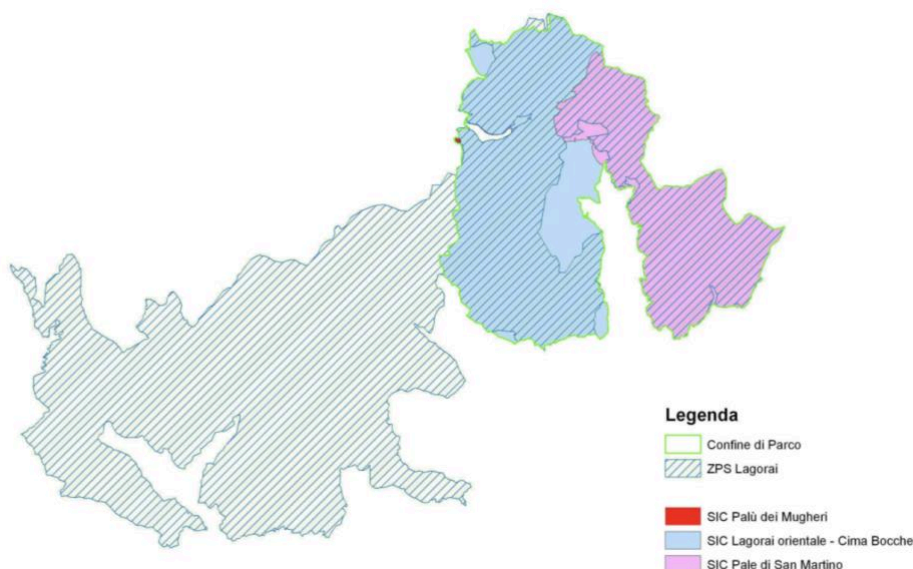 Legenda
Confine di Parco
ZPS Lagorai
SIC Palù dei Mugheri
SIC Lagorai orientale - Cima Bocche
SIC Pale di San Martino